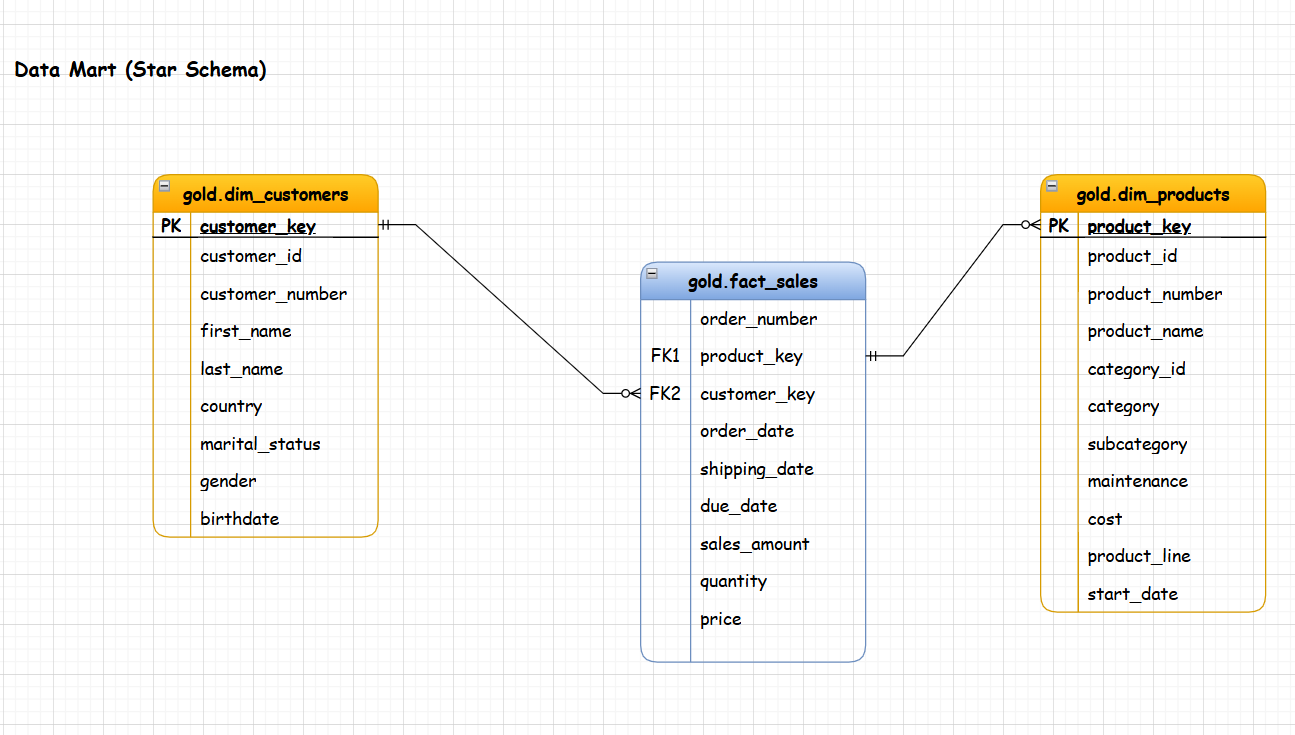 Data Mart (Star Schema)
gold.dim_customers
PK customer_key
customer_id
customer_number
first_name
last_name
country
marital_status
gender
birthdate
gold.fact_sales
order_number
FK1 product_key
FK2 customer_key
order_date
shipping_date
due_date
sales_amount
quantity
price
gold.dim_products
PK product_key
product_id
product_number
product_name
category_id
category
subcategory
maintenance
cost
product_line
start_date